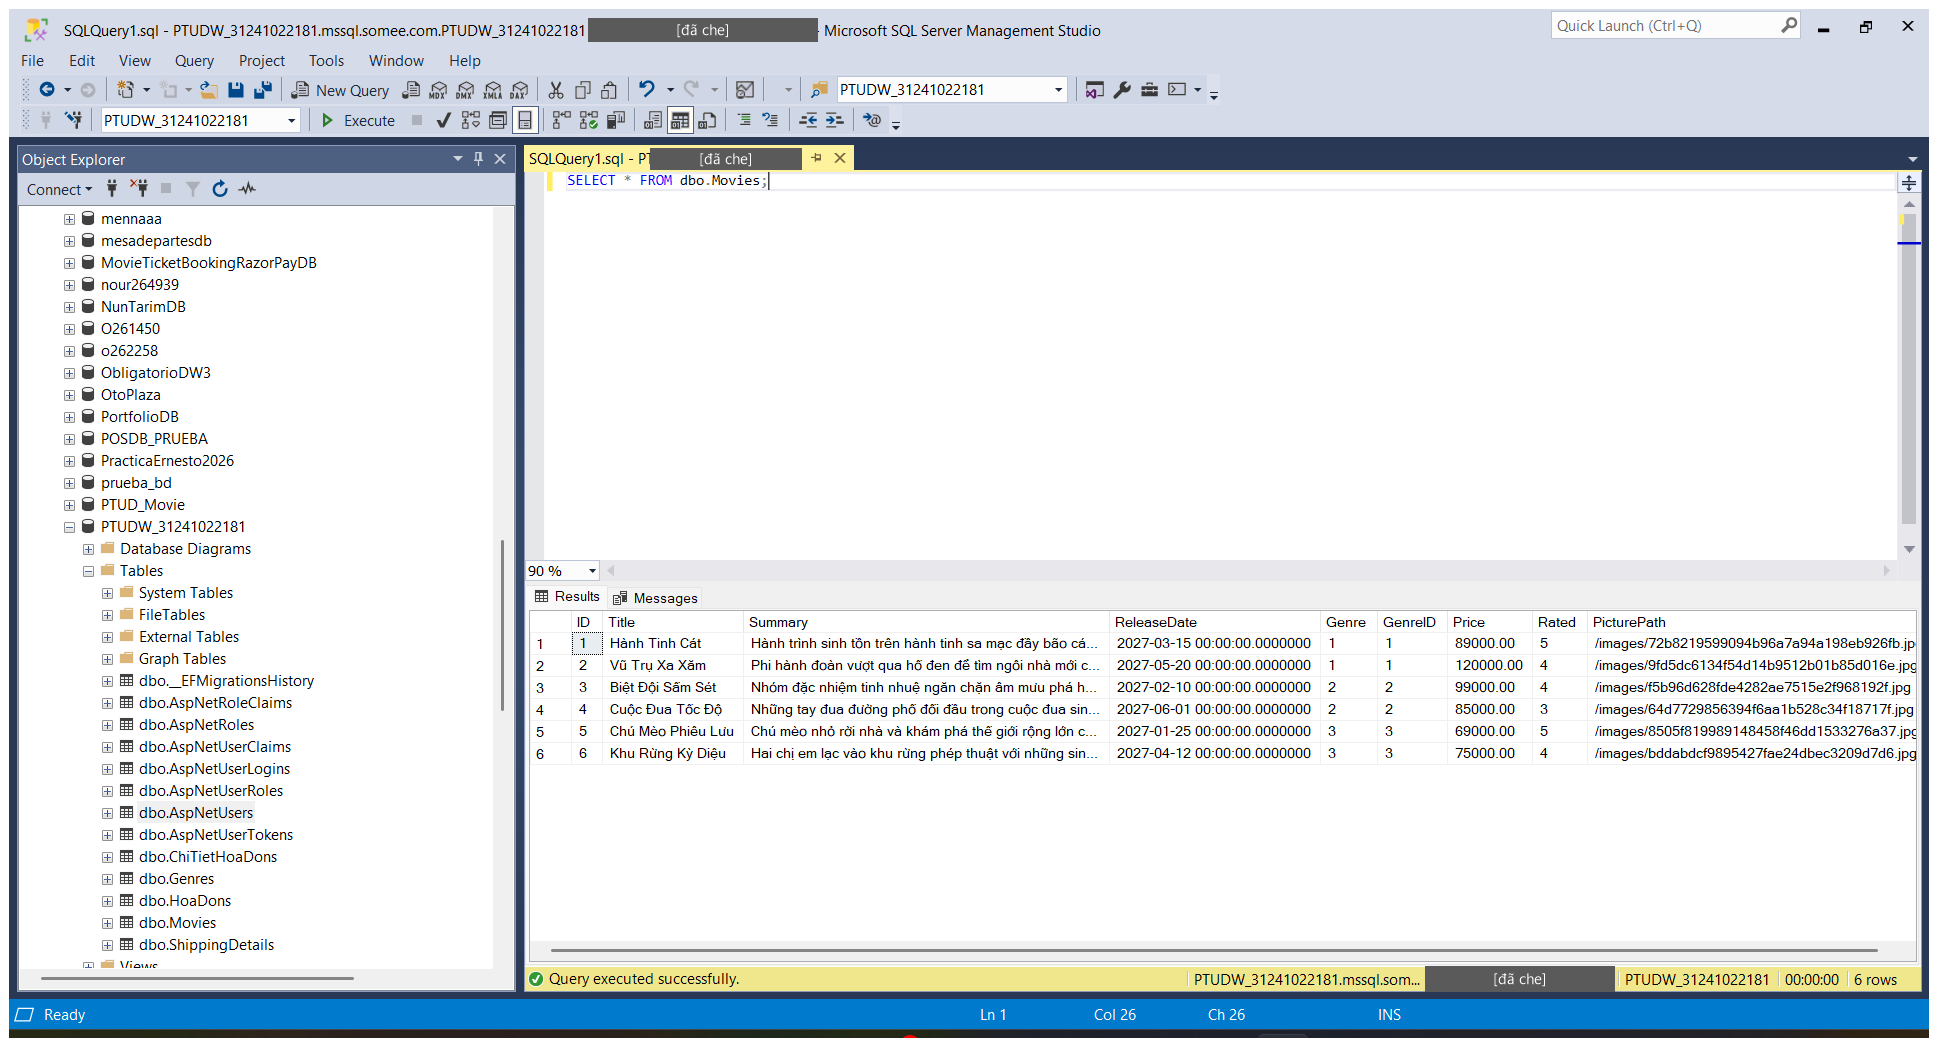 SQLQuery1.sql - PTUDW_31241022181.mssql.somee.com.PTUDW_31241022181 [đã che] - Microsoft SQL Server Management Studio
Quick Launch (Ctrl+Q)
File Edit View Query Project Tools Window Help
New Query MDX DMX XMLA DAX PTUDW_31241022181
PTUDW_31241022181 Execute
Object Explorer
Connect
mennaaa
mesadepartesdb
MovieTicketBookingRazorPayDB
nour264939
NunTarimDB
O261450
o262258
ObligatorioDW3
OtoPlaza
PortfolioDB
POSDB_PRUEBA
PracticaErnesto2026
prueba_bd
PTUD_Movie
PTUDW_31241022181
Database Diagrams
Tables
System Tables
FileTables
External Tables
Graph Tables
dbo.__EFMigrationsHistory
dbo.AspNetRoleClaims
dbo.AspNetRoles
dbo.AspNetUserClaims
dbo.AspNetUserLogins
dbo.AspNetUserRoles
dbo.AspNetUsers
dbo.AspNetUserTokens
dbo.ChiTietHoaDons
dbo.Genres
dbo.HoaDons
dbo.Movies
dbo.ShippingDetails
Views
SQLQuery1.sql - PT [đã che]
SELECT * FROM dbo.Movies;
90 %
Results Messages
ID Title Summary ReleaseDate Genre GenreID Price Rated PicturePath
1 1 Hành Tinh Cát Hành trình sinh tồn trên hành tinh sa mạc đầy bão cá... 2027-03-15 00:00:00.0000000 1 1 89000.00 5 /images/72b8219599094b96a7a94a198eb926fb.jp
2 2 Vũ Trụ Xa Xăm Phi hành đoàn vượt qua hố đen để tìm ngôi nhà mới c... 2027-05-20 00:00:00.0000000 1 1 120000.00 4 /images/9fd5dc6134f54d14b9512b01b85d016e.jpg
3 3 Biệt Đội Sấm Sét Nhóm đặc nhiệm tinh nhuệ ngăn chặn âm mưu phá h... 2027-02-10 00:00:00.0000000 2 2 99000.00 4 /images/f5b96d628fde4282ae7515e2f968192f.jpg
4 4 Cuộc Đua Tốc Độ Những tay đua đường phố đối đầu trong cuộc đua sin... 2027-06-01 00:00:00.0000000 2 2 85000.00 3 /images/64d7729856394f6aa1b528c34f18717f.jpg
5 5 Chú Mèo Phiêu Lưu Chú mèo nhỏ rời nhà và khám phá thế giới rộng lớn c... 2027-01-25 00:00:00.0000000 3 3 69000.00 5 /images/8505f819989148458f46dd1533276a37.jpg
6 6 Khu Rừng Kỳ Diệu Hai chị em lạc vào khu rừng phép thuật với những sin... 2027-04-12 00:00:00.0000000 3 3 75000.00 4 /images/bddabdcf9895427fae24dbec3209d7d6.jpg
Query executed successfully. PTUDW_31241022181.mssql.som... [đã che] PTUDW_31241022181 00:00:00 6 rows
Ready Ln 1 Col 26 Ch 26 INS